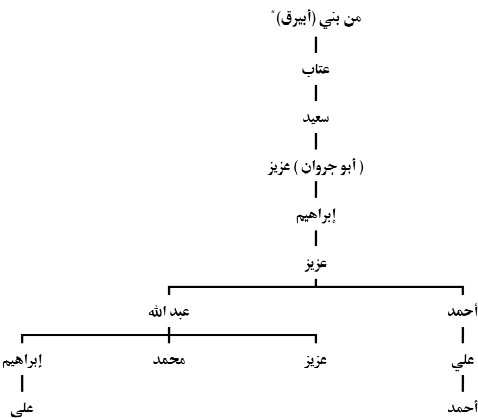 من بني (أبيرق)*
عتاب
سعيد
(أبو جروان) عزيز
إبراهيم
عزيز
أحمد
عبد الله
علي
عزيز
محمد
إبراهيم
أحمد
علي